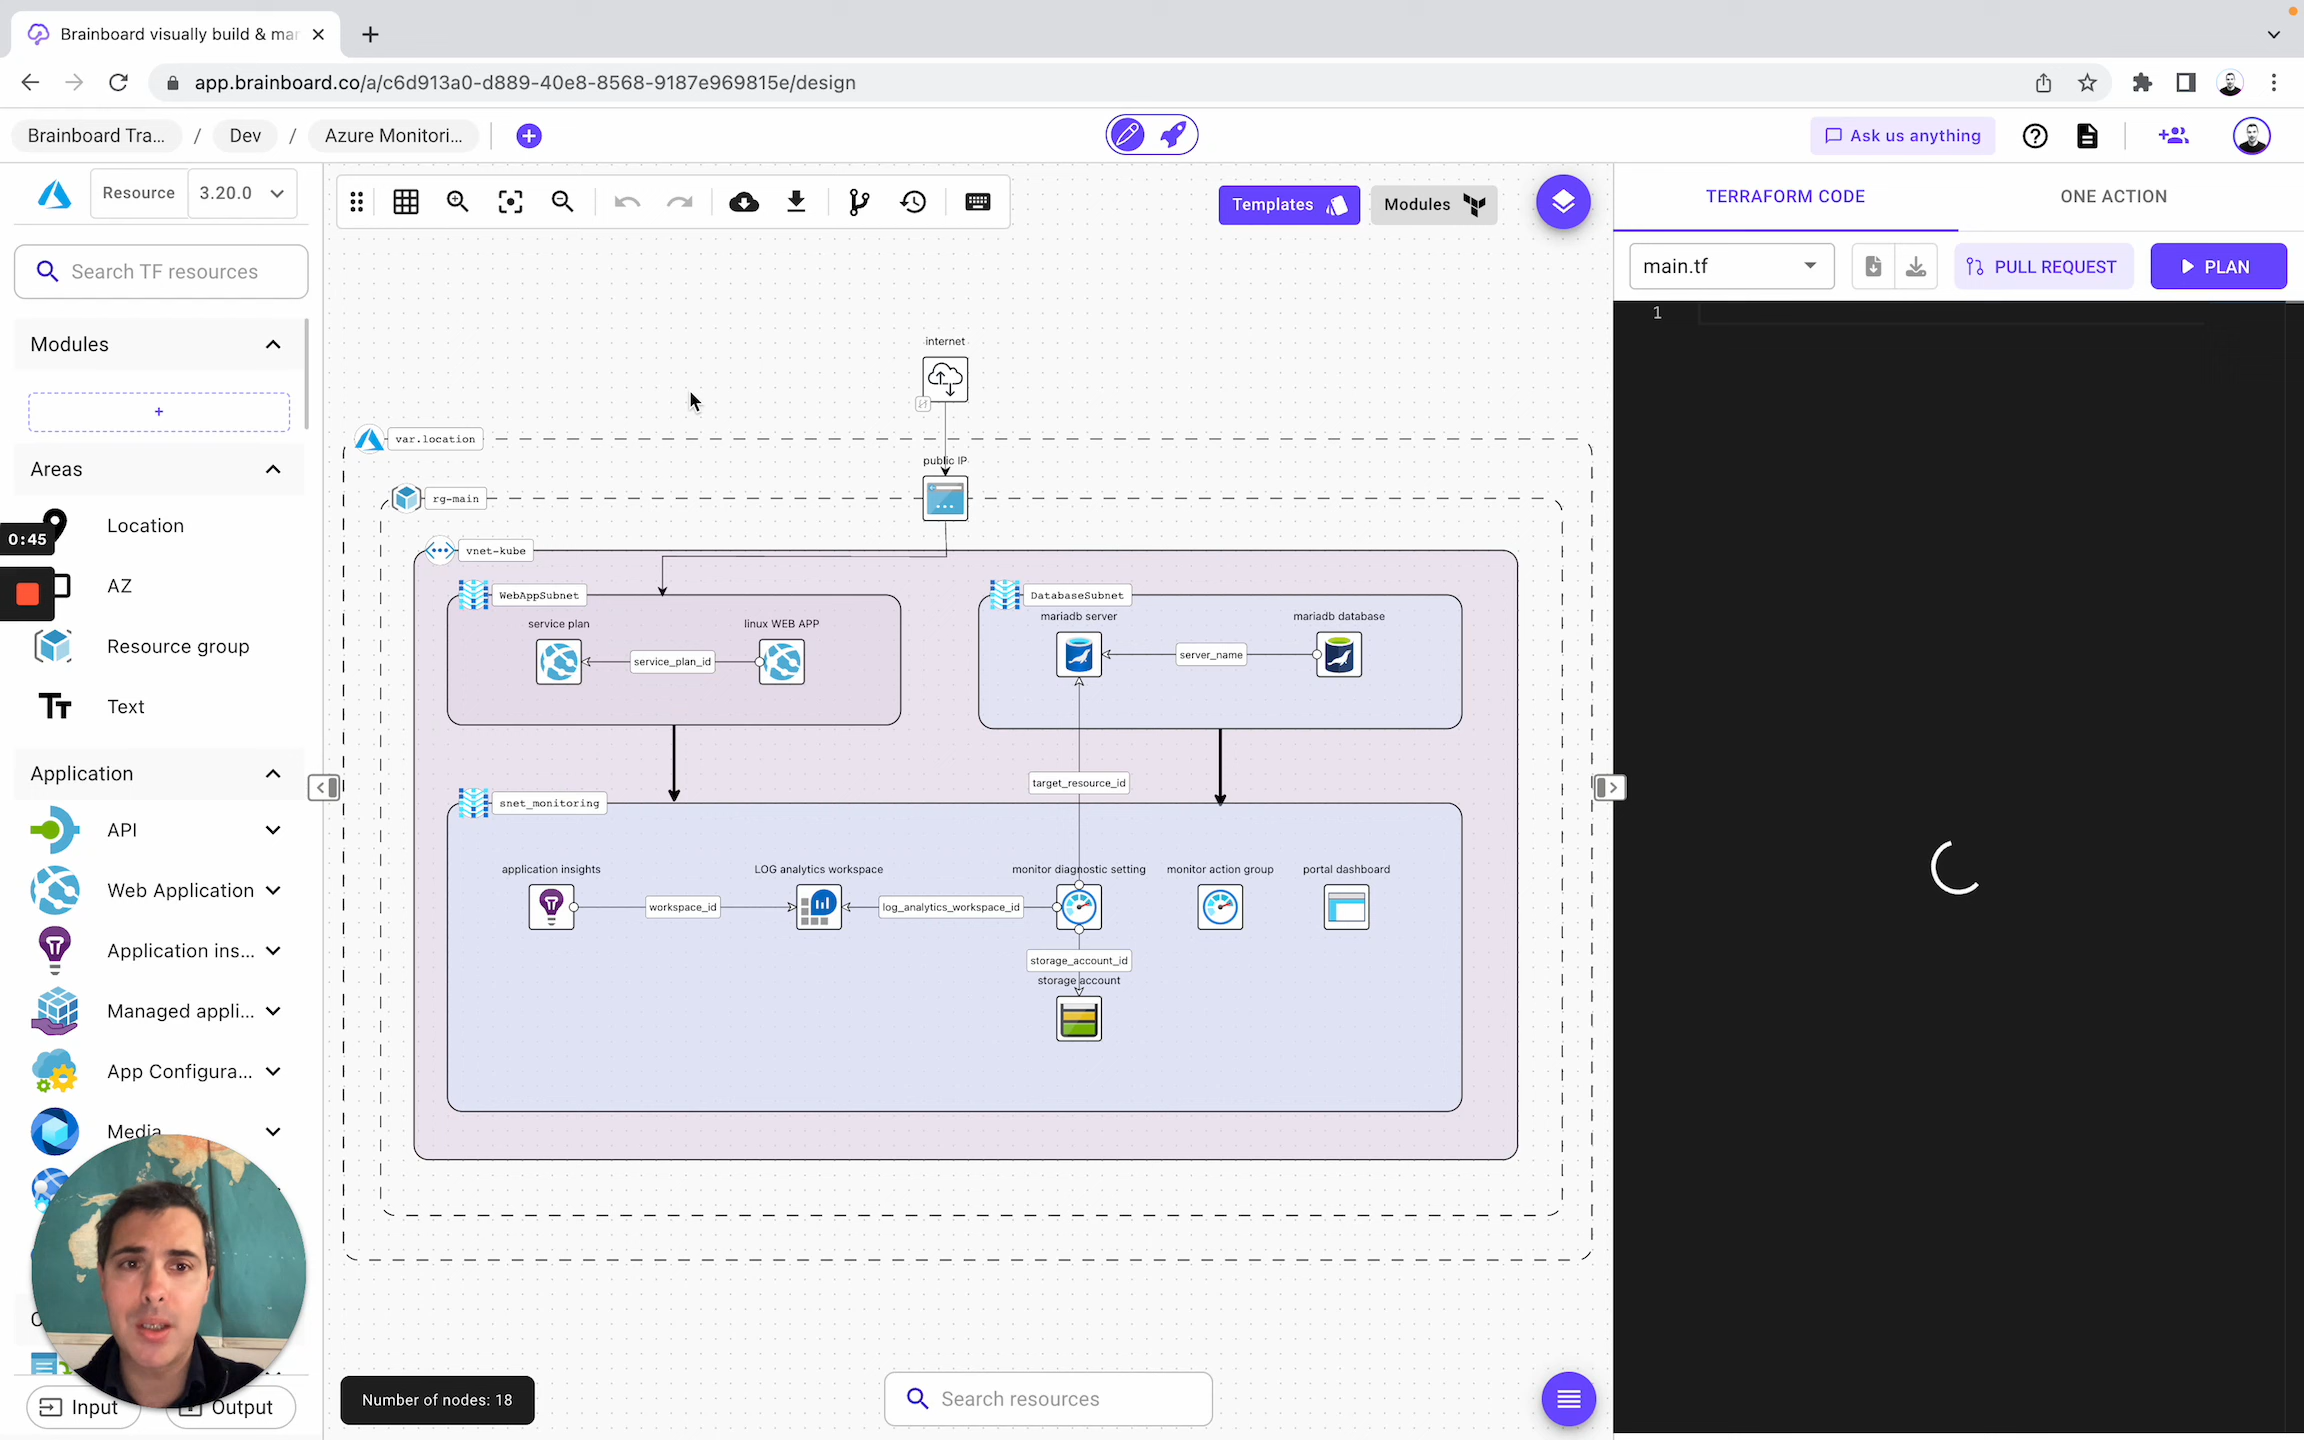 Brainboard visually build & mar
app.brainboard.co/a/c6d913a0-d889-40e8-8568-9187e969815e/design
Brainboard Tra... / Dev / Azure Monitori...
Ask us anything
Resource 3.20.0
Templates
Modules
TERRAFORM CODE
ONE ACTION
Search TF resources
main.tf
PULL REQUEST
PLAN
1
Modules
+
Areas
Location
0:45
AZ
Resource group
Text
Application
API
Web Application
Application ins...
Managed appli...
App Configura...
Media
Input
Output
internet
var.location
public IP
rg-main
vnet-kube
WebAppSubnet
service plan
linux WEB APP
service_plan_id
DatabaseSubnet
mariadb server
mariadb database
server_name
target_resource_id
snet_monitoring
application insights
LOG analytics workspace
monitor diagnostic setting
monitor action group
portal dashboard
workspace_id
log_analytics_workspace_id
storage_account_id
storage account
Number of nodes: 18
Search resources